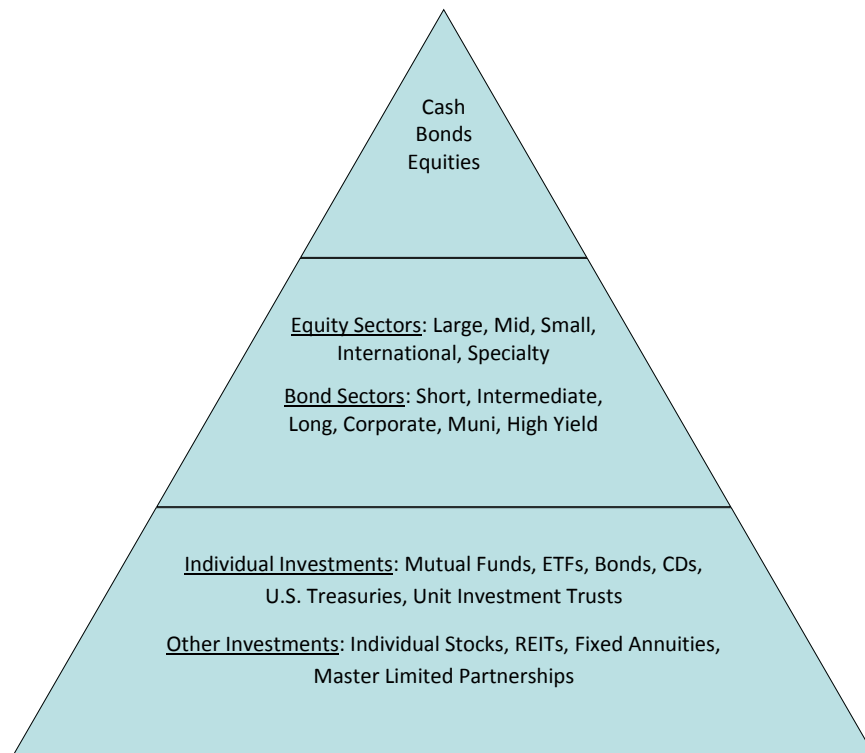 Cash
Bonds
Equities
Equity Sectors: Large, Mid, Small,
International, Specialty
Bond Sectors: Short, Intermediate,
Long, Corporate, Muni, High Yield
Individual Investments: Mutual Funds, ETFs, Bonds, CDs,
U.S. Treasuries, Unit Investment Trusts
Other Investments: Individual Stocks, REITs, Fixed Annuities,
Master Limited Partnerships